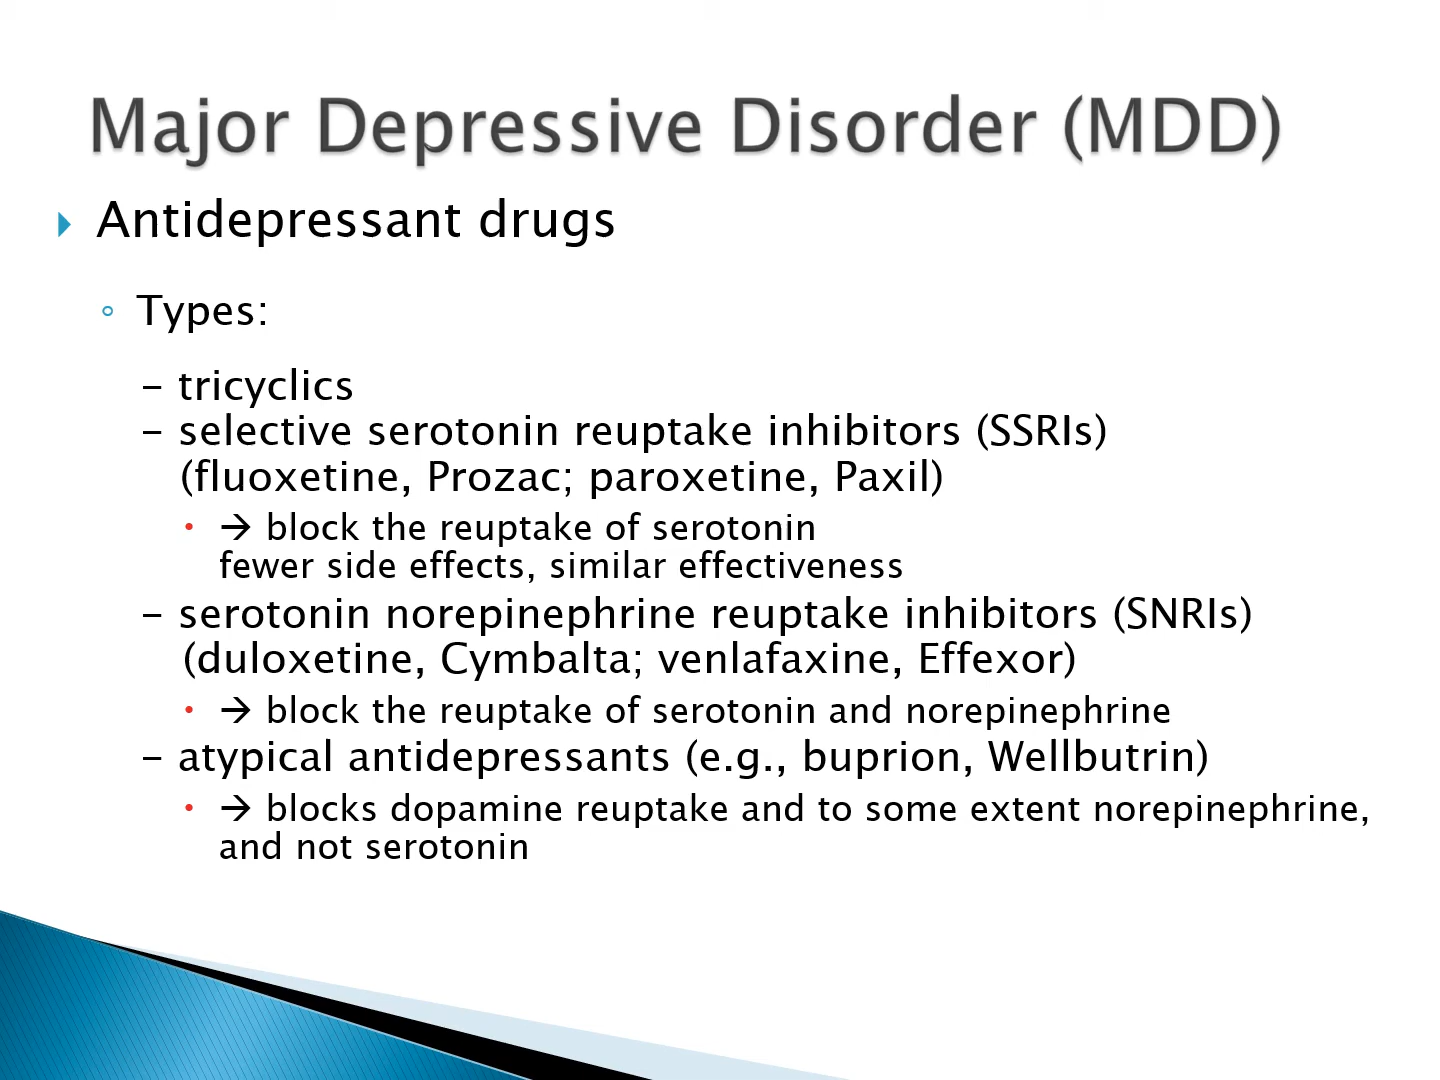 Major Depressive Disorder (MDD)
Antidepressant drugs
Types:
– tricyclics
– selective serotonin reuptake inhibitors (SSRIs)
(fluoxetine, Prozac; paroxetine, Paxil)
→ block the reuptake of serotonin
fewer side effects, similar effectiveness
– serotonin norepinephrine reuptake inhibitors (SNRIs)
(duloxetine, Cymbalta; venlafaxine, Effexor)
→ block the reuptake of serotonin and norepinephrine
– atypical antidepressants (e.g., buprion, Wellbutrin)
→ blocks dopamine reuptake and to some extent norepinephrine,
and not serotonin